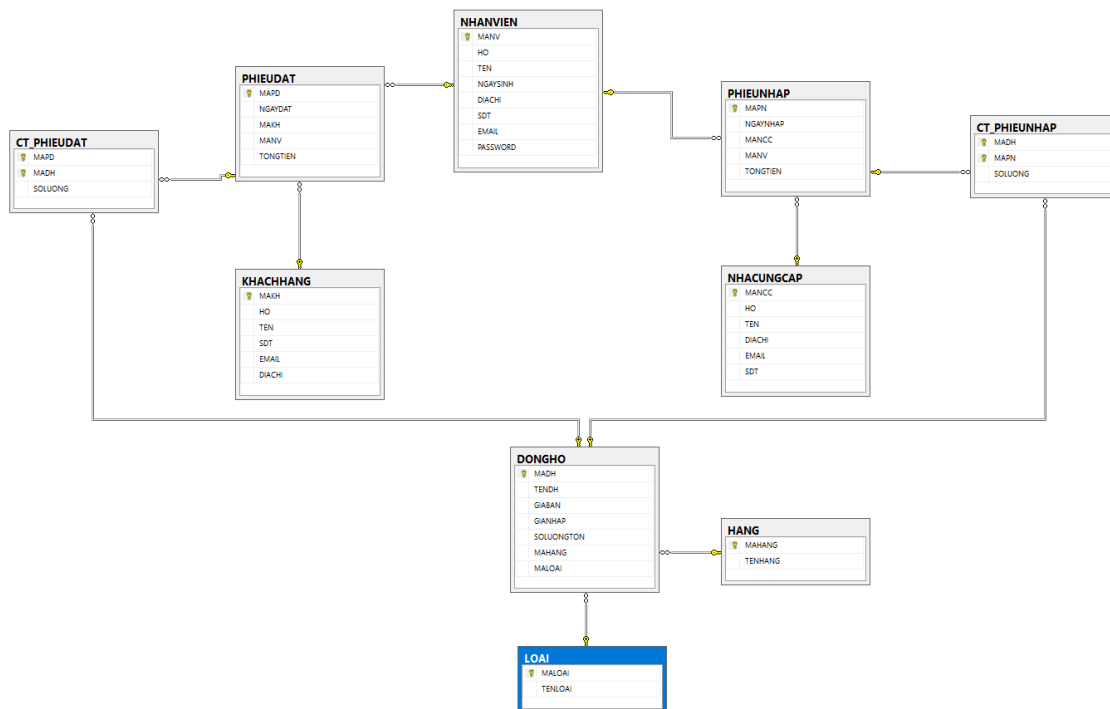 NHANVIEN
MANV
HO
TEN
NGAYSINH
DIACHI
SDT
EMAIL
PASSWORD
PHIEUDAT
MAPD
NGAYDAT
MAKH
MANV
TONGTIEN
PHIEUNHAP
MAPN
NGAYNHAP
MANCC
MANV
TONGTIEN
CT_PHIEUDAT
MAPD
MADH
SOLUONG
CT_PHIEUNHAP
MADH
MAPN
SOLUONG
KHACHHANG
MAKH
HO
TEN
SDT
EMAIL
DIACHI
NHACUNGCAP
MANCC
HO
TEN
DIACHI
EMAIL
SDT
DONGHO
MADH
TENDH
GIABAN
GIANHAP
SOLUONGTON
MAHANG
MALOAI
HANG
MAHANG
TENHANG
LOAI
MALOAI
TENLOAI